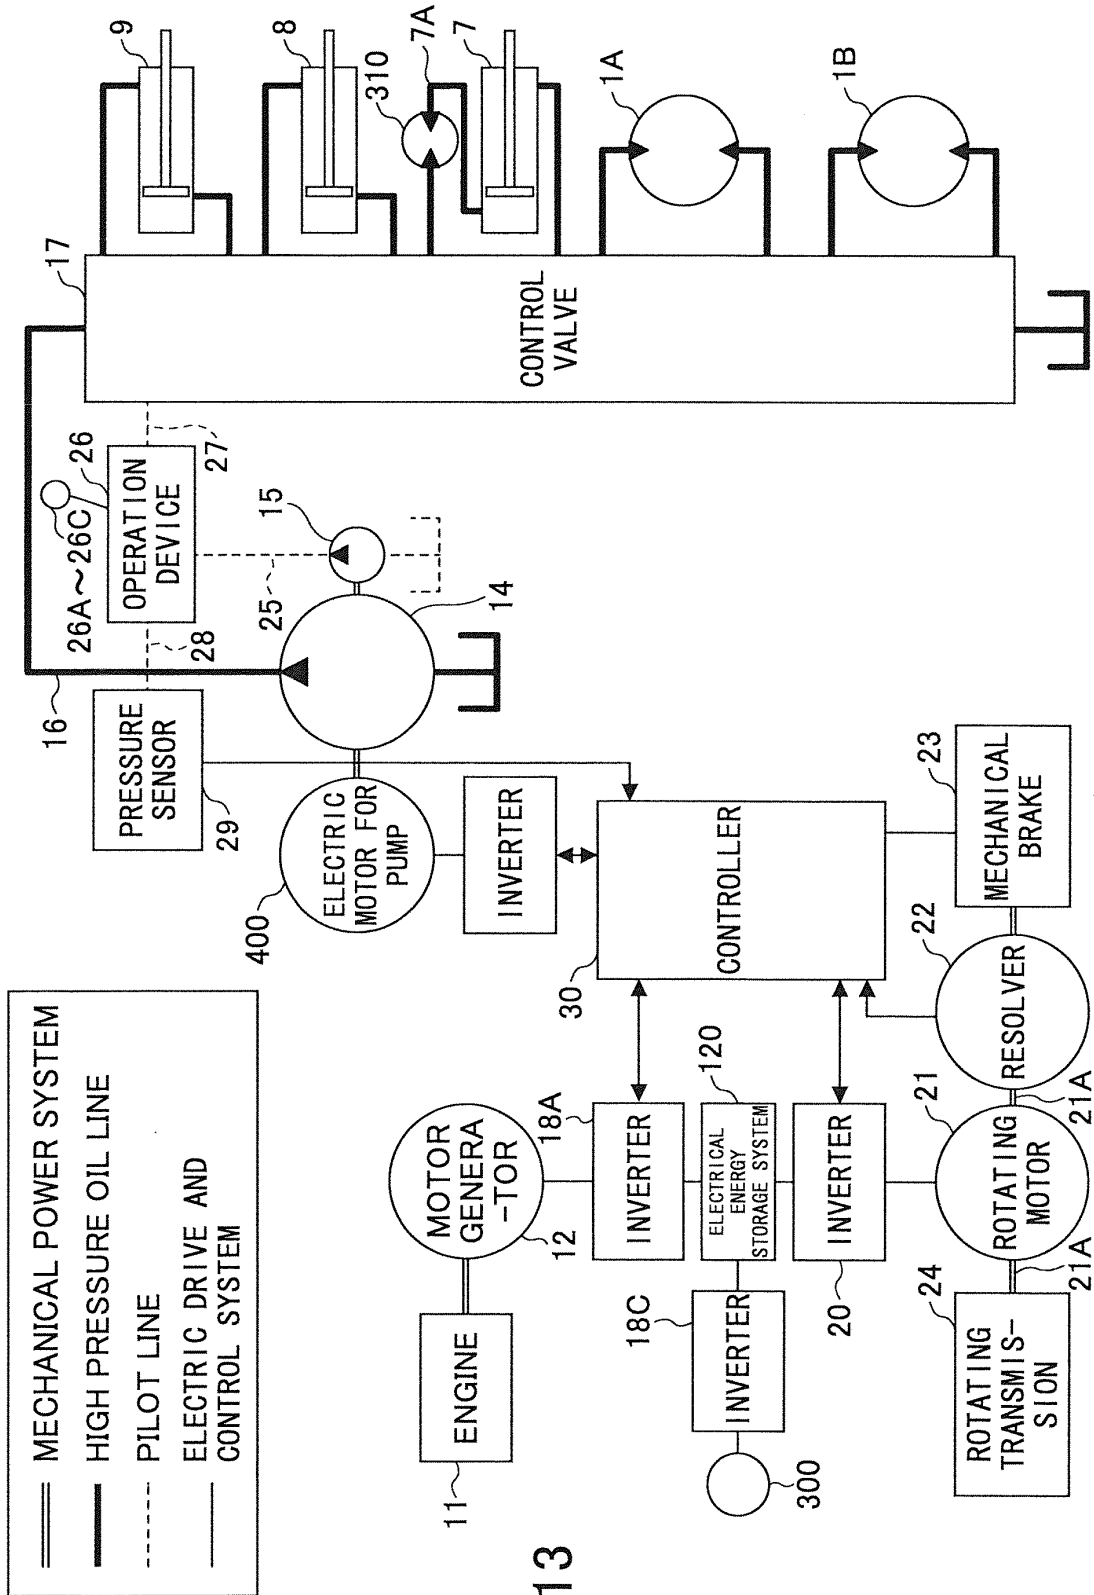 MECHANICAL POWER SYSTEM
HIGH PRESSURE OIL LINE
PILOT LINE
ELECTRIC DRIVE AND
CONTROL SYSTEM
13
11
ENGINE
MOTOR
GENERA
-TOR
12
18A
INVERTER
120
ELECTRICAL
ENERGY
STORAGE SYSTEM
18C
INVERTER
300
INVERTER
20
24
ROTATING
TRANSMIS-
SION
21A
21
ROTATING
MOTOR
21A
22
RESOLVER
23
MECHANICAL
BRAKE
30
CONTROLLER
INVERTER
400
ELECTRIC
MOTOR FOR
PUMP
29
PRESSURE
SENSOR
16
28
26A～26C
26
OPERATION
DEVICE
25
27
15
14
17
CONTROL
VALVE
9
8
310
7A
7
1A
1B